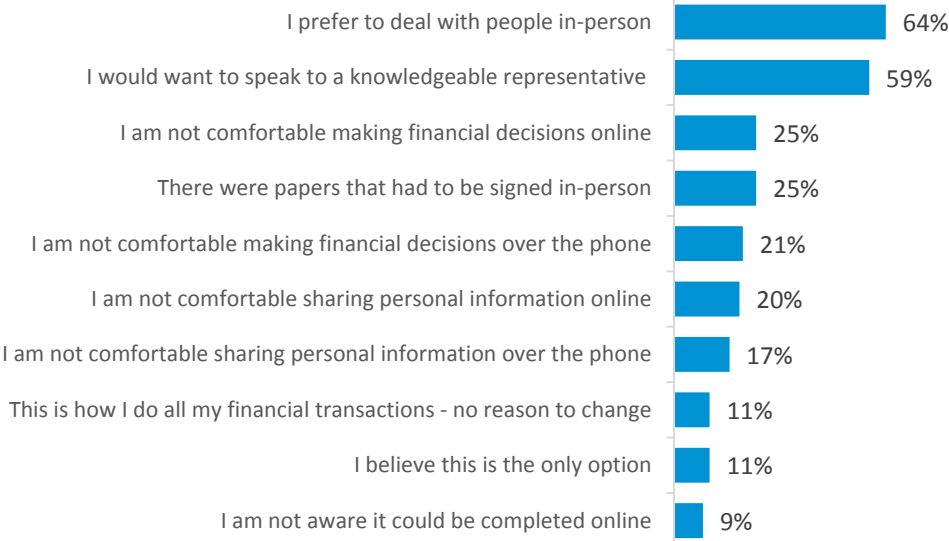 I prefer to deal with people in-person 64%
I would want to speak to a knowledgeable representative 59%
I am not comfortable making financial decisions online 25%
There were papers that had to be signed in-person 25%
I am not comfortable making financial decisions over the phone 21%
I am not comfortable sharing personal information online 20%
I am not comfortable sharing personal information over the phone 17%
This is how I do all my financial transactions - no reason to change 11%
I believe this is the only option 11%
I am not aware it could be completed online 9%